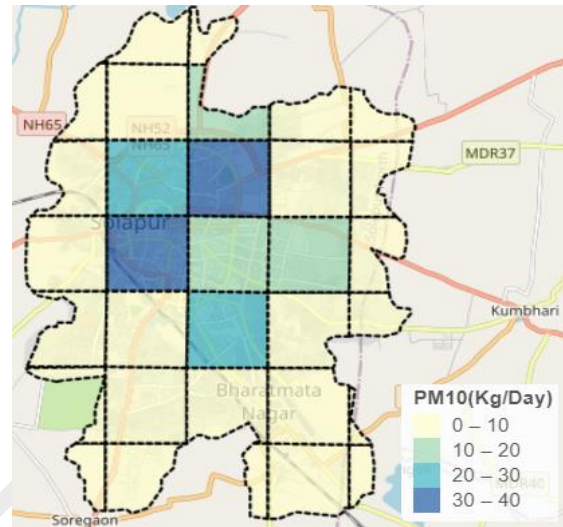 NH65
NH52
NH65
MDR37
Solapur
Kumbhari
Bharatmata
Nagar
PM10(Kg/Day)
0 – 10
10 – 20
20 – 30
30 – 40
MDR40
Soregaon